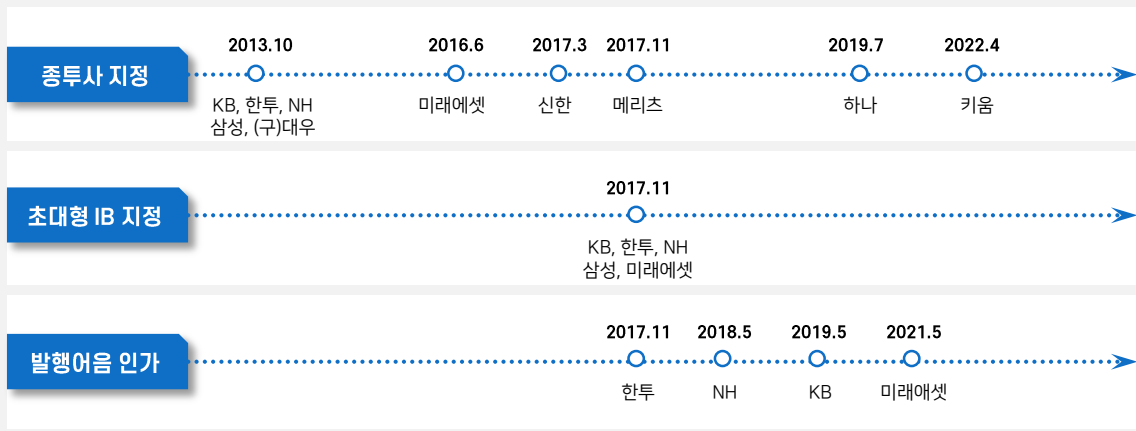 종투사 지정
2013.10
2016.6
2017.3
2017.11
2019.7
2022.4
KB, 한투, NH
삼성, (구)대우
미래에셋
신한
메리츠
하나
키움
초대형 IB 지정
2017.11
KB, 한투, NH
삼성, 미래에셋
발행어음 인가
2017.11
2018.5
2019.5
2021.5
한투
NH
KB
미래애셋